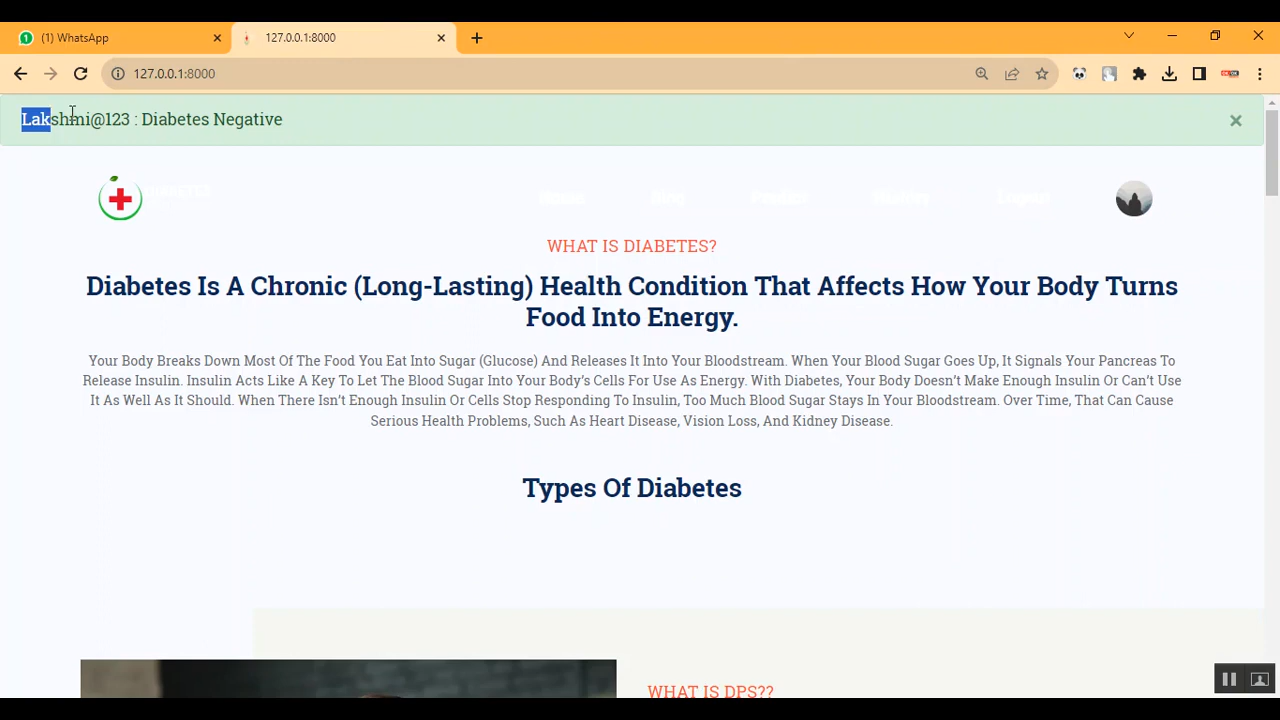 (1) WhatsApp
127.0.0.1:8000
127.0.0.1:8000
Lakshmi@123 : Diabetes Negative
Home Blog Predict Logout
WHAT IS DIABETES?
Diabetes Is A Chronic (Long-Lasting) Health Condition That Affects How Your Body Turns
Food Into Energy.
Your Body Breaks Down Most Of The Food You Eat Into Sugar (Glucose) And Releases It Into Your Bloodstream. When Your Blood Sugar Goes Up, It Signals Your Pancreas To
Release Insulin. Insulin Acts Like A Key To Let The Blood Sugar Into Your Body’s Cells For Use As Energy. With Diabetes, Your Body Doesn’t Make Enough Insulin Or Can’t Use
It As Well As It Should. When There Isn’t Enough Insulin Or Cells Stop Responding To Insulin, Too Much Blood Sugar Stays In Your Bloodstream. Over Time, That Can Cause
Serious Health Problems, Such As Heart Disease, Vision Loss, And Kidney Disease.
Types Of Diabetes
WHAT IS DPS??